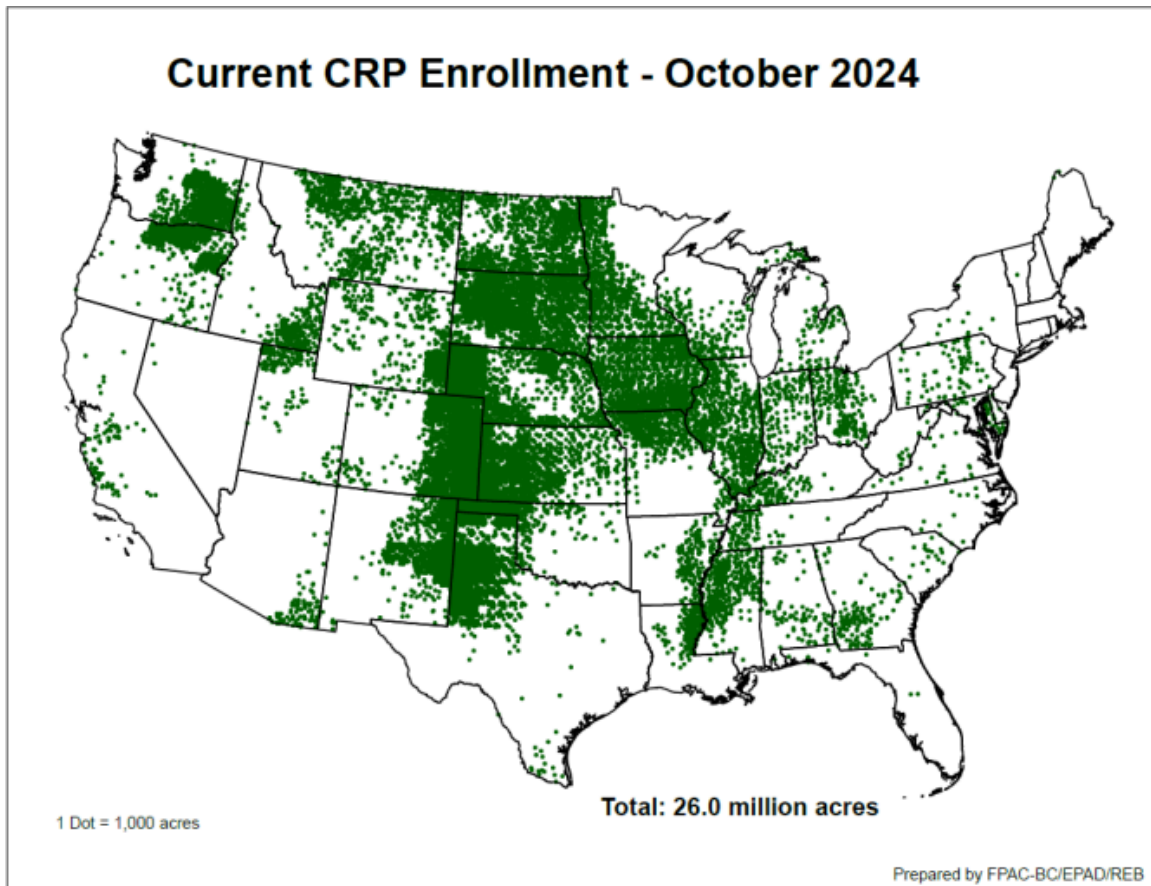 Current CRP Enrollment - October 2024
Total: 26.0 million acres
1 Dot = 1,000 acres
Prepared by FPAC-BC/EPAD/REB